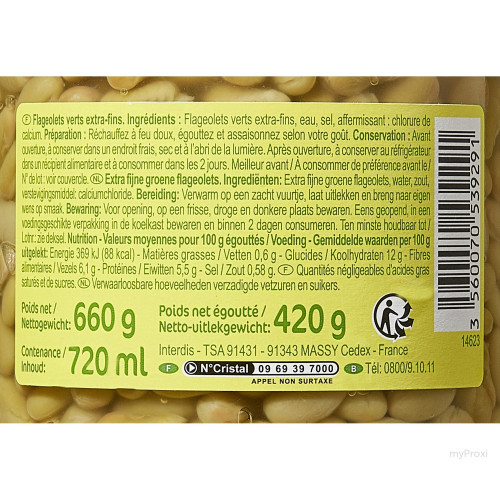 F Flageolets verts extra-fins. Ingrédients : Flageolets verts extra-fins, eau, sel, affermissant : chlorure de
calcium. Préparation : Réchauffez à feu doux, égouttez et assaisonnez selon votre goût. Conservation : Avant
ouverture, à conserver dans un endroit frais, sec et à l'abri de la lumière. Après ouverture, à conserver au réfrigérateur
dans un récipient alimentaire et à consommer dans les 2 jours. Meilleur avant / À consommer de préférence avant le /
N° de lot : voir couvercle. NL Extra fijne groene flageolets. Ingrediënten: Extra fijne groene flageolets, water, zout,
verstevigingsmiddel: calciumchloride. Bereiding: Verwarm op een zacht vuurtje, laat uitlekken en breng naar eigen
wens op smaak. Bewaring: Voor opening, op een frisse, droge en donkere plaats bewaren. Eens geopend, in een
voedingsgeschikte verpakking in de koelkast bewaren en binnen 2 dagen consumeren. Ten minste houdbaar tot /
Lotnr.: zie deksel. Nutrition - Valeurs moyennes pour 100 g égouttés / Voeding - Gemiddelde waarden per 100 g
uitgelekt: Energie 369 kJ (88 kcal) - Matières grasses / Vetten 0,6 g - Glucides / Koolhydraten 12 g - Fibres
alimentaires / Vezels 6,1 g - Protéines / Eiwitten 5,5 g - Sel / Zout 0,58 g. F Quantités négligeables d'acides gras
saturés et de sucres. NL Verwaarloosbare hoeveelheden verzadigde vetzuren en suikers.
Poids net /
Nettogewicht: 660 g
Poids net égoutté /
Netto-uitlekgewicht: 420 g
Contenance /
Inhoud: 720 ml
Interdis - TSA 91431 - 91343 MASSY Cedex - France
F N°Cristal 09 69 39 7000 B Tél: 0800/9.10.11
APPEL NON SURTAXE
3 560070 539291
14623
myProxi